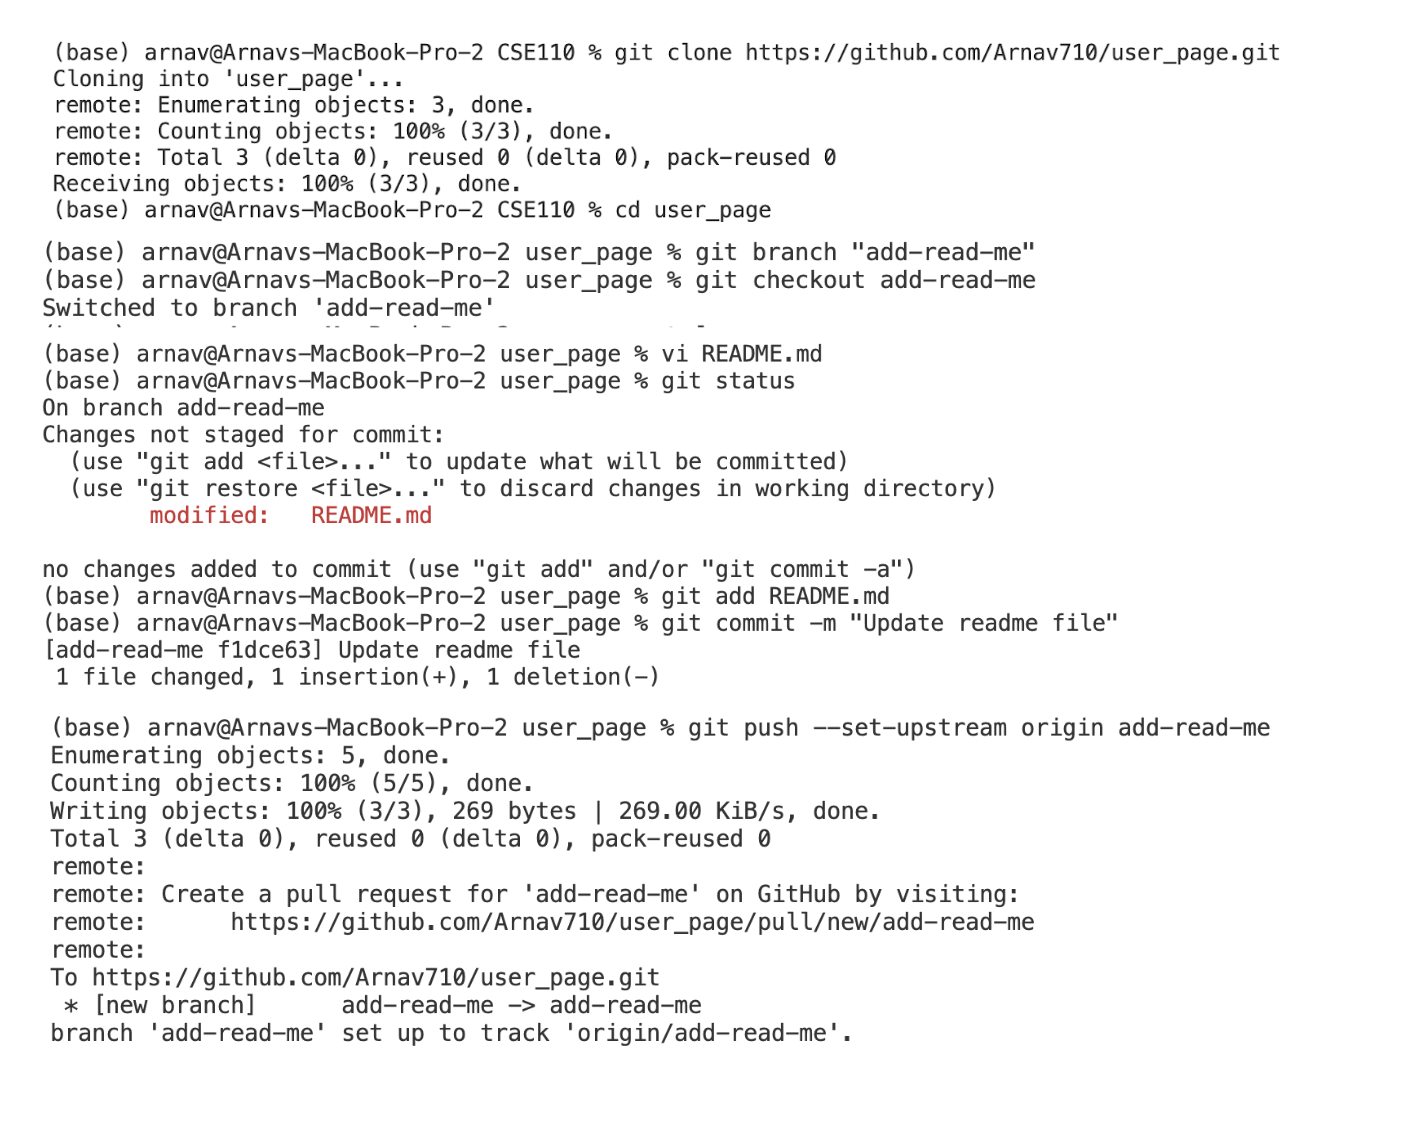 (base) arnav@Arnavs-MacBook-Pro-2 CSE110 % git clone https://github.com/Arnav710/user_page.git
Cloning into 'user_page'...
remote: Enumerating objects: 3, done.
remote: Counting objects: 100% (3/3), done.
remote: Total 3 (delta 0), reused 0 (delta 0), pack-reused 0
Receiving objects: 100% (3/3), done.
(base) arnav@Arnavs-MacBook-Pro-2 CSE110 % cd user_page
(base) arnav@Arnavs-MacBook-Pro-2 user_page % git branch "add-read-me"
(base) arnav@Arnavs-MacBook-Pro-2 user_page % git checkout add-read-me
Switched to branch 'add-read-me'
(base) arnav@Arnavs-MacBook-Pro-2 user_page % vi README.md
(base) arnav@Arnavs-MacBook-Pro-2 user_page % git status
On branch add-read-me
Changes not staged for commit:
  (use "git add <file>..." to update what will be committed)
  (use "git restore <file>..." to discard changes in working directory)
        modified:   README.md

no changes added to commit (use "git add" and/or "git commit -a")
(base) arnav@Arnavs-MacBook-Pro-2 user_page % git add README.md
(base) arnav@Arnavs-MacBook-Pro-2 user_page % git commit -m "Update readme file"
[add-read-me f1dce63] Update readme file
 1 file changed, 1 insertion(+), 1 deletion(-)
(base) arnav@Arnavs-MacBook-Pro-2 user_page % git push --set-upstream origin add-read-me
Enumerating objects: 5, done.
Counting objects: 100% (5/5), done.
Writing objects: 100% (3/3), 269 bytes | 269.00 KiB/s, done.
Total 3 (delta 0), reused 0 (delta 0), pack-reused 0
remote:
remote: Create a pull request for 'add-read-me' on GitHub by visiting:
remote:      https://github.com/Arnav710/user_page/pull/new/add-read-me
remote:
To https://github.com/Arnav710/user_page.git
 * [new branch]      add-read-me -> add-read-me
branch 'add-read-me' set up to track 'origin/add-read-me'.